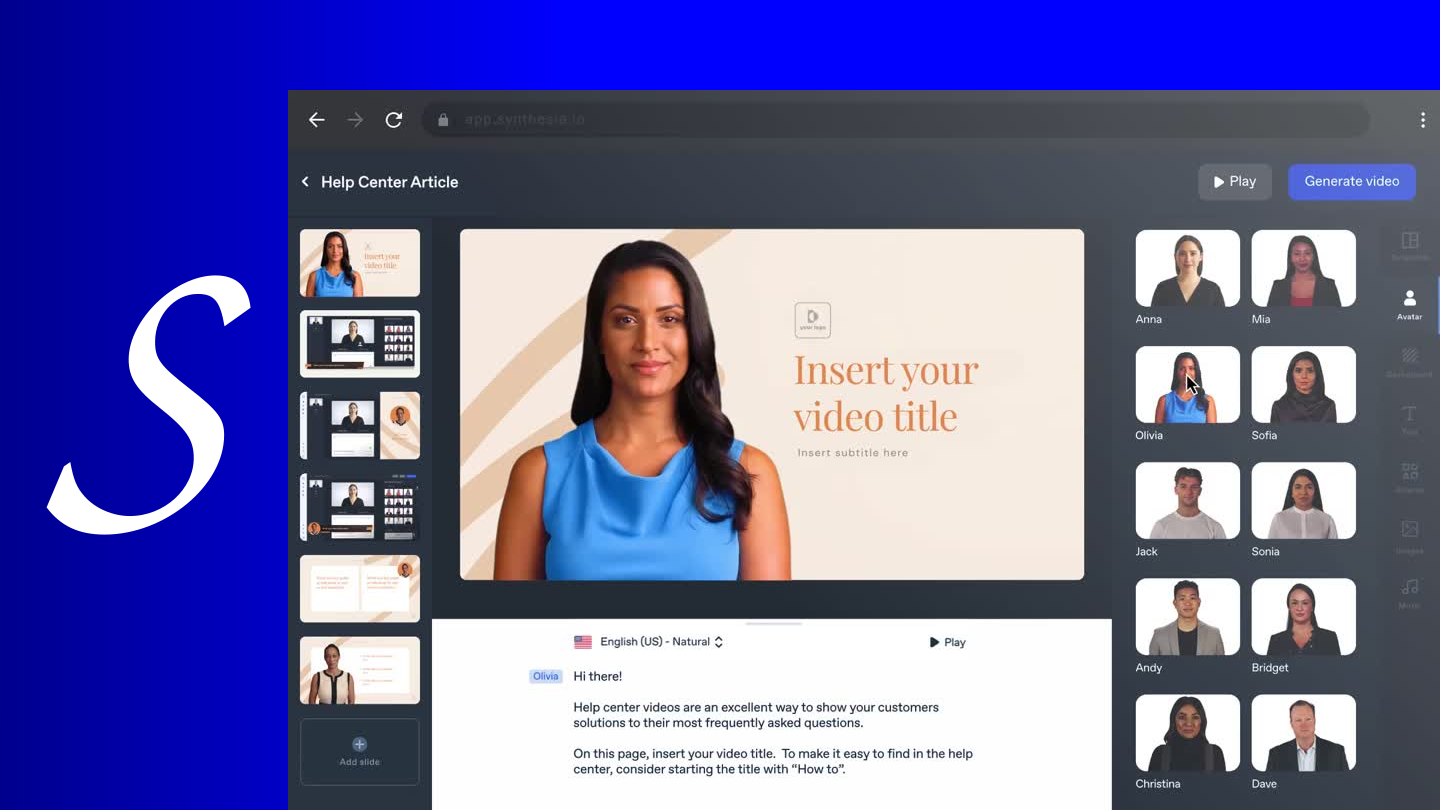 S
app.synthesia.io
Help Center Article
Play
Generate video
Insert your
video title
Add slide
your logo
Insert your
video title
Insert subtitle here
English (US) - Natural
Play
Olivia
Hi there!
Help center videos are an excellent way to show your customers
solutions to their most frequently asked questions.
On this page, insert your video title. To make it easy to find in the help
center, consider starting the title with “How to”.
Anna
Mia
Olivia
Sofia
Jack
Sonia
Andy
Bridget
Christina
Dave
Avatar
Background
Text
Images
Music